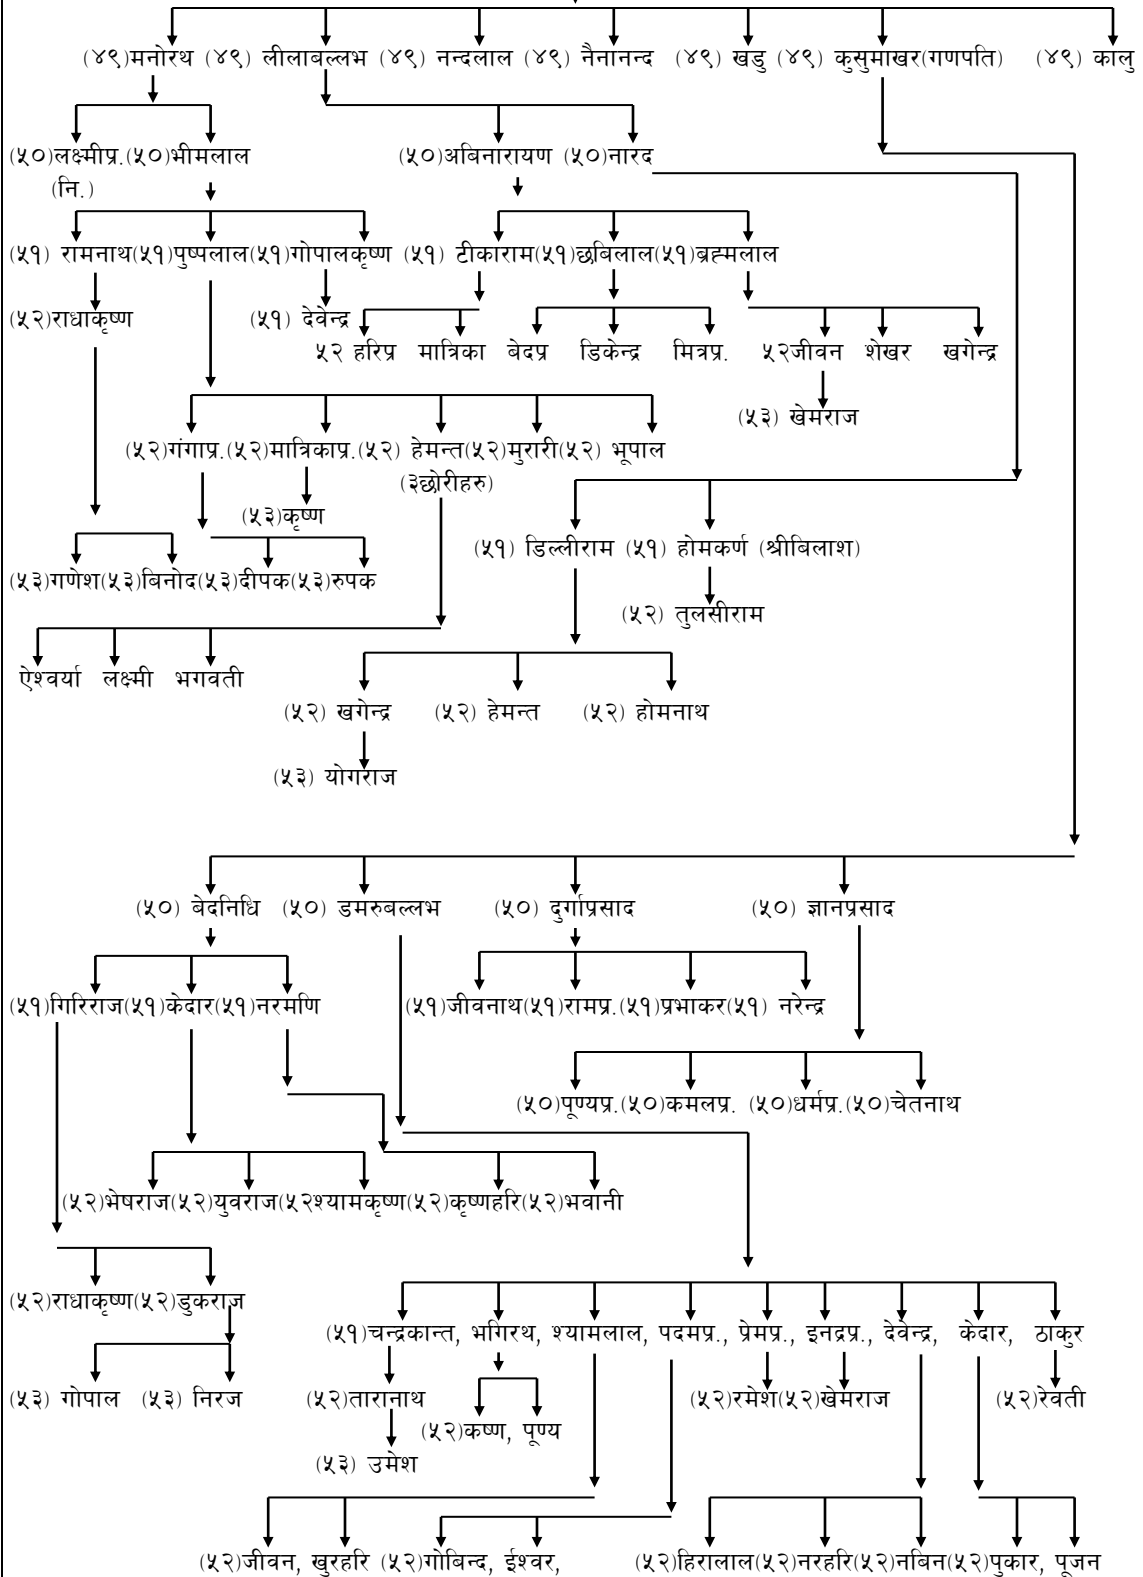 (४९)मनोरथ (४९) लीलाबल्लभ (४९) नन्दलाल (४९) नैनानन्द (४९) खडु (४९) कुसुमाखर(गणपति) (४९) कालु
(५०)लक्ष्मीप्र.(५०)भीमलाल (५०)अबिनारायण (५०)नारद
(नि.)
(५१) रामनाथ(५१)पुष्पलाल(५१)गोपालकृष्ण (५१) टीकाराम(५१)छबिलाल(५१)ब्रह्मलाल
(५२)राधाकृष्ण (५१) देवेन्द्र
५२ हरिप्र मात्रिका बेदप्र डिकेन्द्र मित्रप्र. ५२जीवन शेखर खगेन्द्र
(५३) खेमराज
(५२)गंगाप्र.(५२)मात्रिकाप्र.(५२) हेमन्त(५२)मुरारी(५२) भूपाल
(३छोरीहरु)
(५३)कृष्ण
(५१) डिल्लीराम (५१) होमकर्ण (श्रीबिलाश)
(५३)गणेश(५३)बिनोद(५३)दीपक(५३)रुपक
(५२) तुलसीराम
ऐश्वर्या लक्ष्मी भगवती
(५२) खगेन्द्र (५२) हेमन्त (५२) होमनाथ
(५३) योगराज
(५०) बेदनिधि (५०) डमरुबल्लभ (५०) दुर्गाप्रसाद (५०) ज्ञानप्रसाद
(५१)गिरिराज(५१)केदार(५१)नरमणि (५१)जीवनाथ(५१)रामप्र.(५१)प्रभाकर(५१) नरेन्द्र
(५०)पूण्यप्र.(५०)कमलप्र. (५०)धर्मप्र.(५०)चेतनाथ
(५२)भेषराज(५२)युवराज(५२श्यामकृष्ण(५२)कृष्णहरि(५२)भवानी
(५२)राधाकृष्ण(५२)डुकराज
(५१)चन्द्रकान्त, भगिरथ, श्यामलाल, पदमप्र., प्रेमप्र., इनद्रप्र., देवेन्द्र, केदार, ठाकुर
(५३) गोपाल (५३) निरज (५२)तारानाथ (५२)रमेश(५२)खेमराज (५२)रेवती
(५२)कष्ण, पूण्य
(५३) उमेश
(५२)जीवन, खुरहरि (५२)गोबिन्द, ईश्वर, (५२)हिरालाल(५२)नरहरि(५२)नबिन(५२)पुकार, पूजन